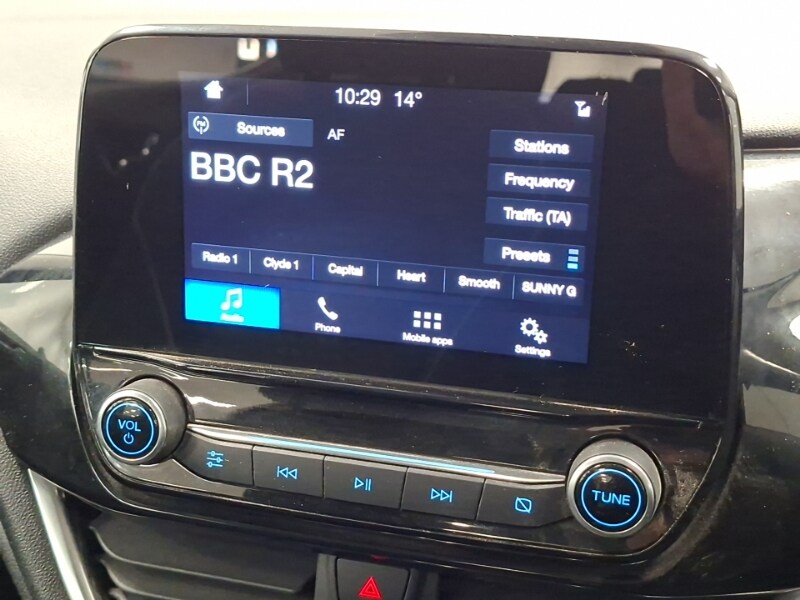 10:29 14°
FM Sources AF
Stations
BBC R2
Frequency
Traffic (TA)
Presets
Radio 1 Clyde 1 Capital Heart Smooth SUNNY G
Audio Phone Mobile apps Settings
VOL
TUNE